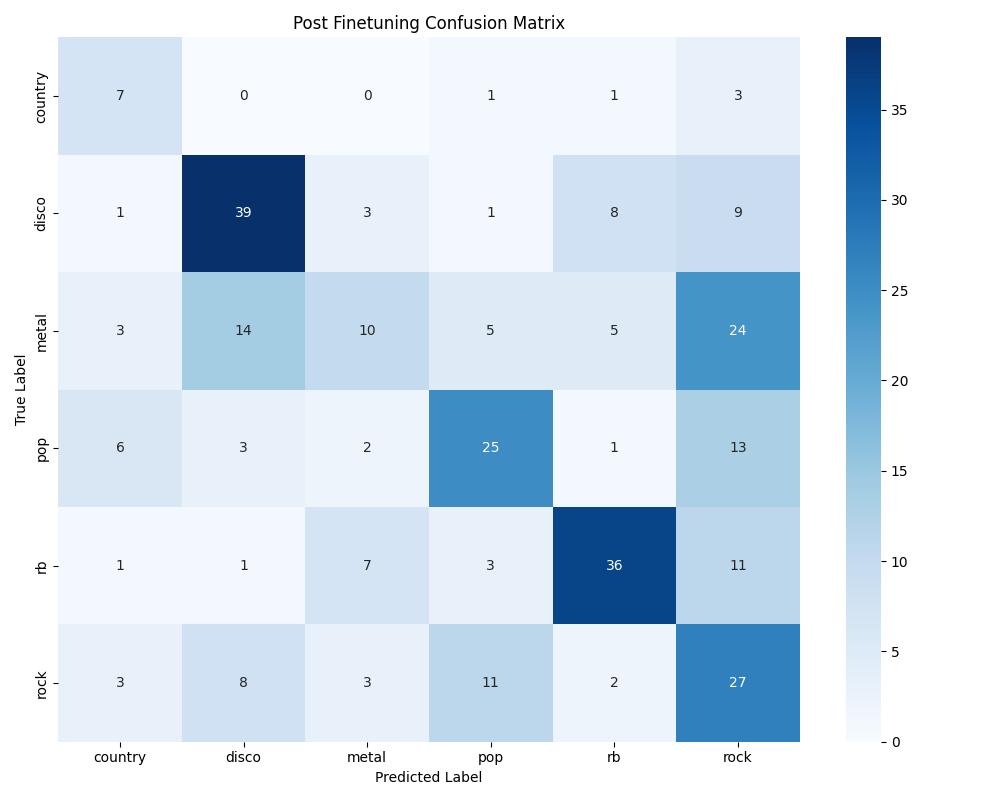 Post Finetuning Confusion Matrix
True Label
country 7 0 0 1 1 3
disco 1 39 3 1 8 9
metal 3 14 10 5 5 24
pop 6 3 2 25 1 13
rb 1 1 7 3 36 11
rock 3 8 3 11 2 27
country disco metal pop rb rock
Predicted Label
35
30
25
20
15
10
5
0